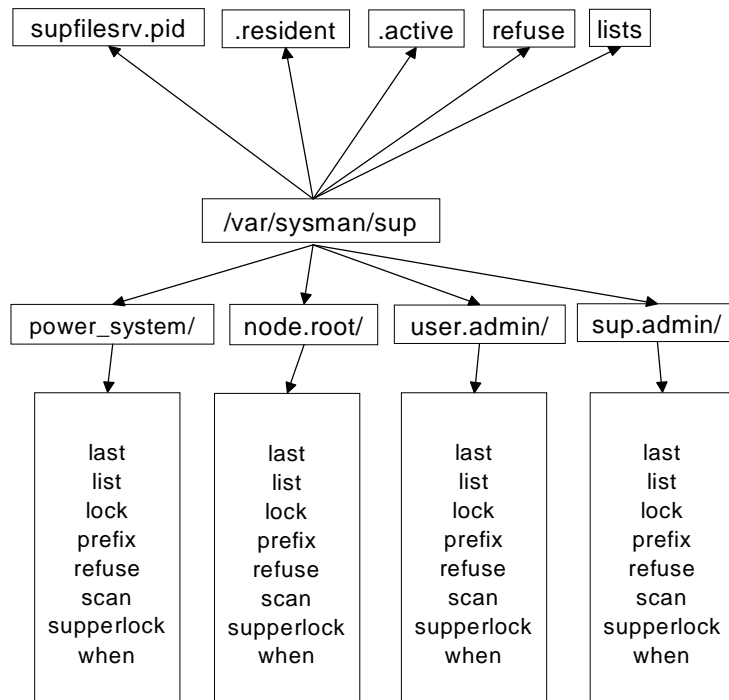 supfilesrv.pid
.resident
.active
refuse
lists
/var/sysman/sup
power_system/
node.root/
user.admin/
sup.admin/
last
list
lock
prefix
refuse
scan
supperlock
when
last
list
lock
prefix
refuse
scan
supperlock
when
last
list
lock
prefix
refuse
scan
supperlock
when
last
list
lock
prefix
refuse
scan
supperlock
when